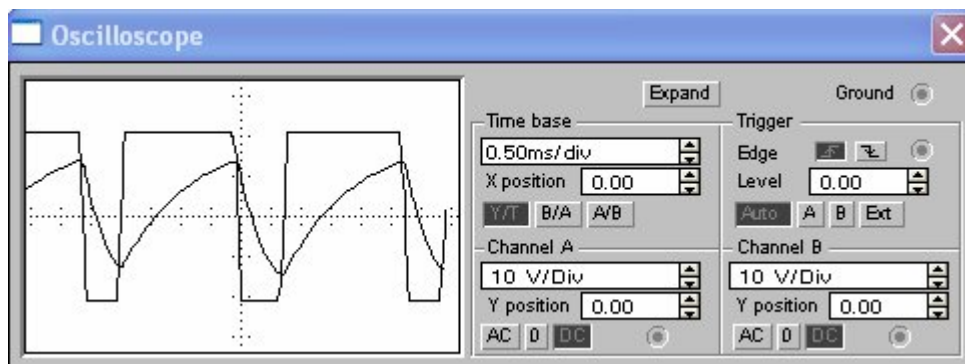 Oscilloscope
Expand
Ground
Time base
0.50ms/div
X position 0.00
Y/T B/A A/B
Trigger
Edge
Level 0.00
Auto A B Ext
Channel A
10 V/Div
Y position 0.00
AC 0 DC
Channel B
10 V/Div
Y position 0.00
AC 0 DC